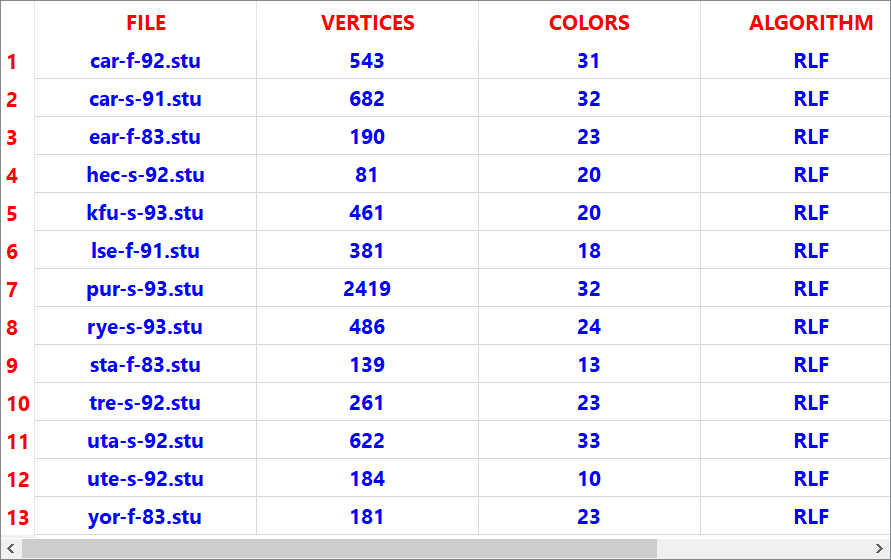 FILE VERTICES COLORS ALGORITHM
1 car-f-92.stu 543 31 RLF
2 car-s-91.stu 682 32 RLF
3 ear-f-83.stu 190 23 RLF
4 hec-s-92.stu 81 20 RLF
5 kfu-s-93.stu 461 20 RLF
6 lse-f-91.stu 381 18 RLF
7 pur-s-93.stu 2419 32 RLF
8 rye-s-93.stu 486 24 RLF
9 sta-f-83.stu 139 13 RLF
10 tre-s-92.stu 261 23 RLF
11 uta-s-92.stu 622 33 RLF
12 ute-s-92.stu 184 10 RLF
13 yor-f-83.stu 181 23 RLF